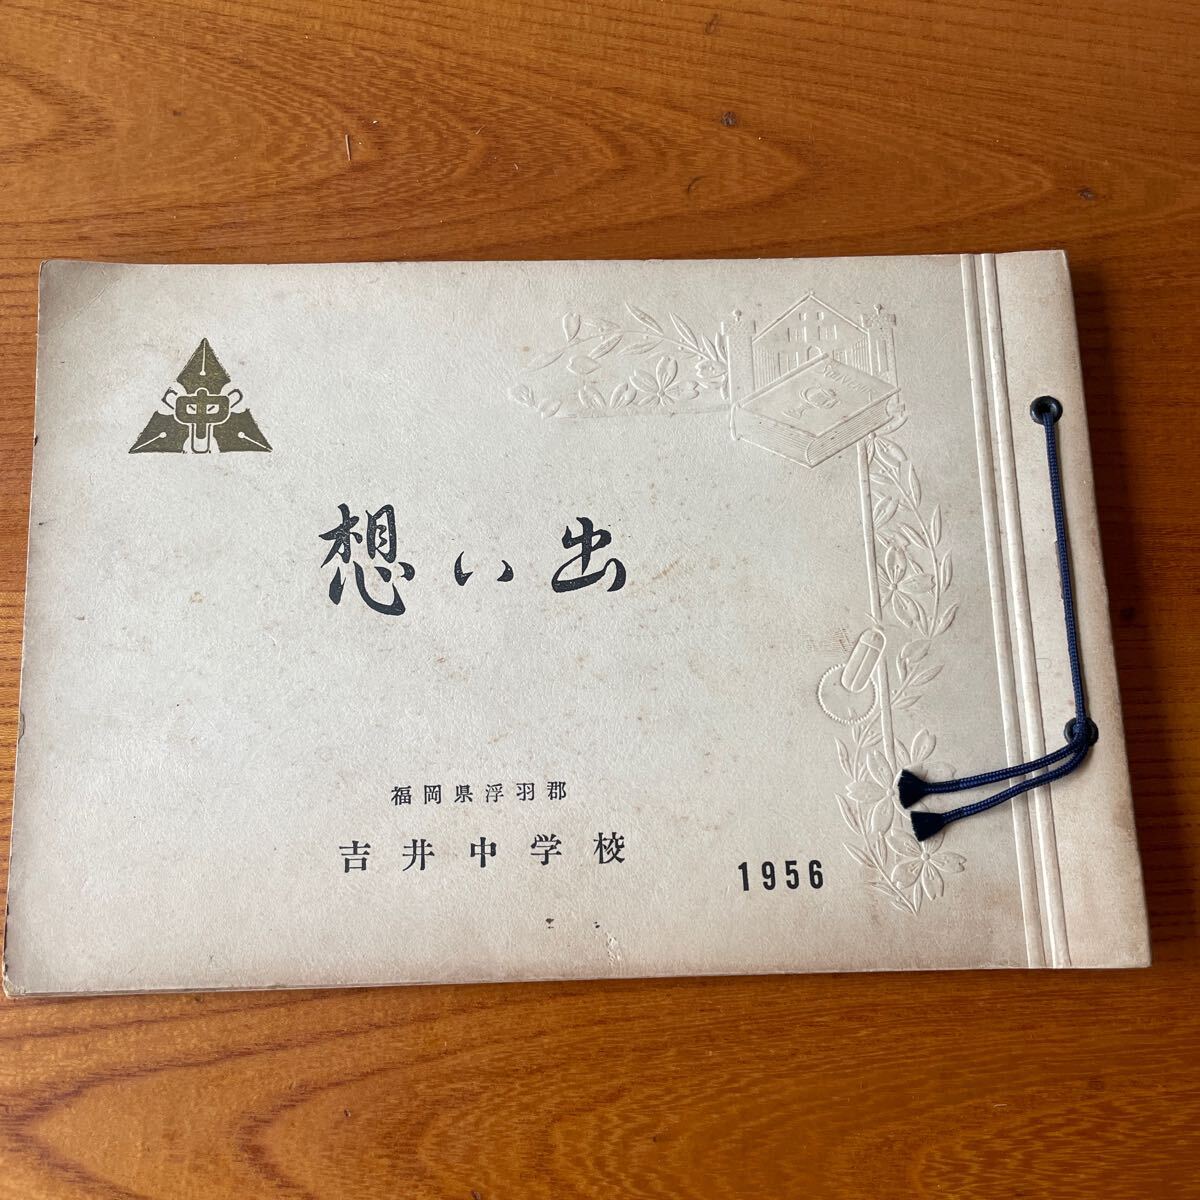 中
想い出
福岡県浮羽郡
吉井中学校
1956